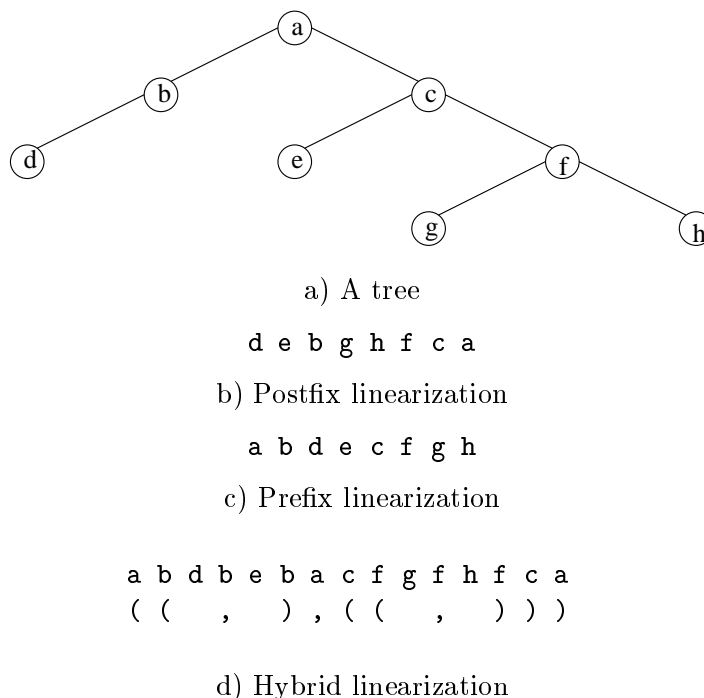 a
b c
d e f
g h
a) A tree
d e b g h f c a
b) Postfix linearization
a b d e c f g h
c) Prefix linearization
a b d b e b a c f g f h f c a
( ( , ) , ( ( , ) ) )
d) Hybrid linearization